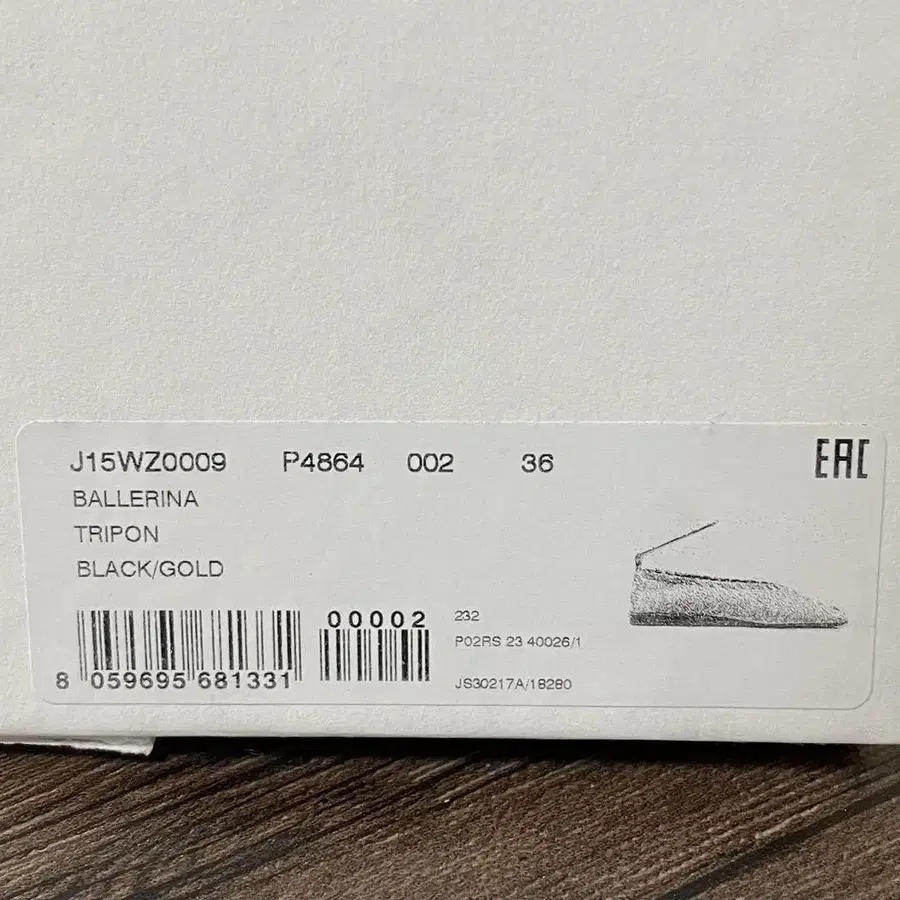 J15WZ0009 P4864 002 36 EAC
BALLERINA
TRIPON
BLACK/GOLD
00002
8 059695 681331
232
P02RS 23 40026/1
JS30217A/18280